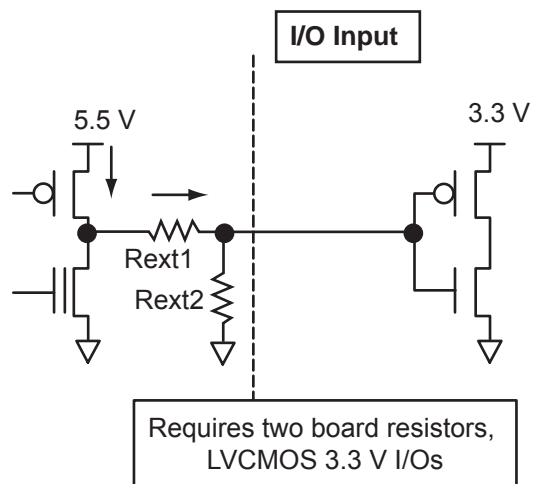 I/O Input
5.5 V
3.3 V
Rext1
Rext2
Requires two board resistors,
LVCMOS 3.3 V I/Os